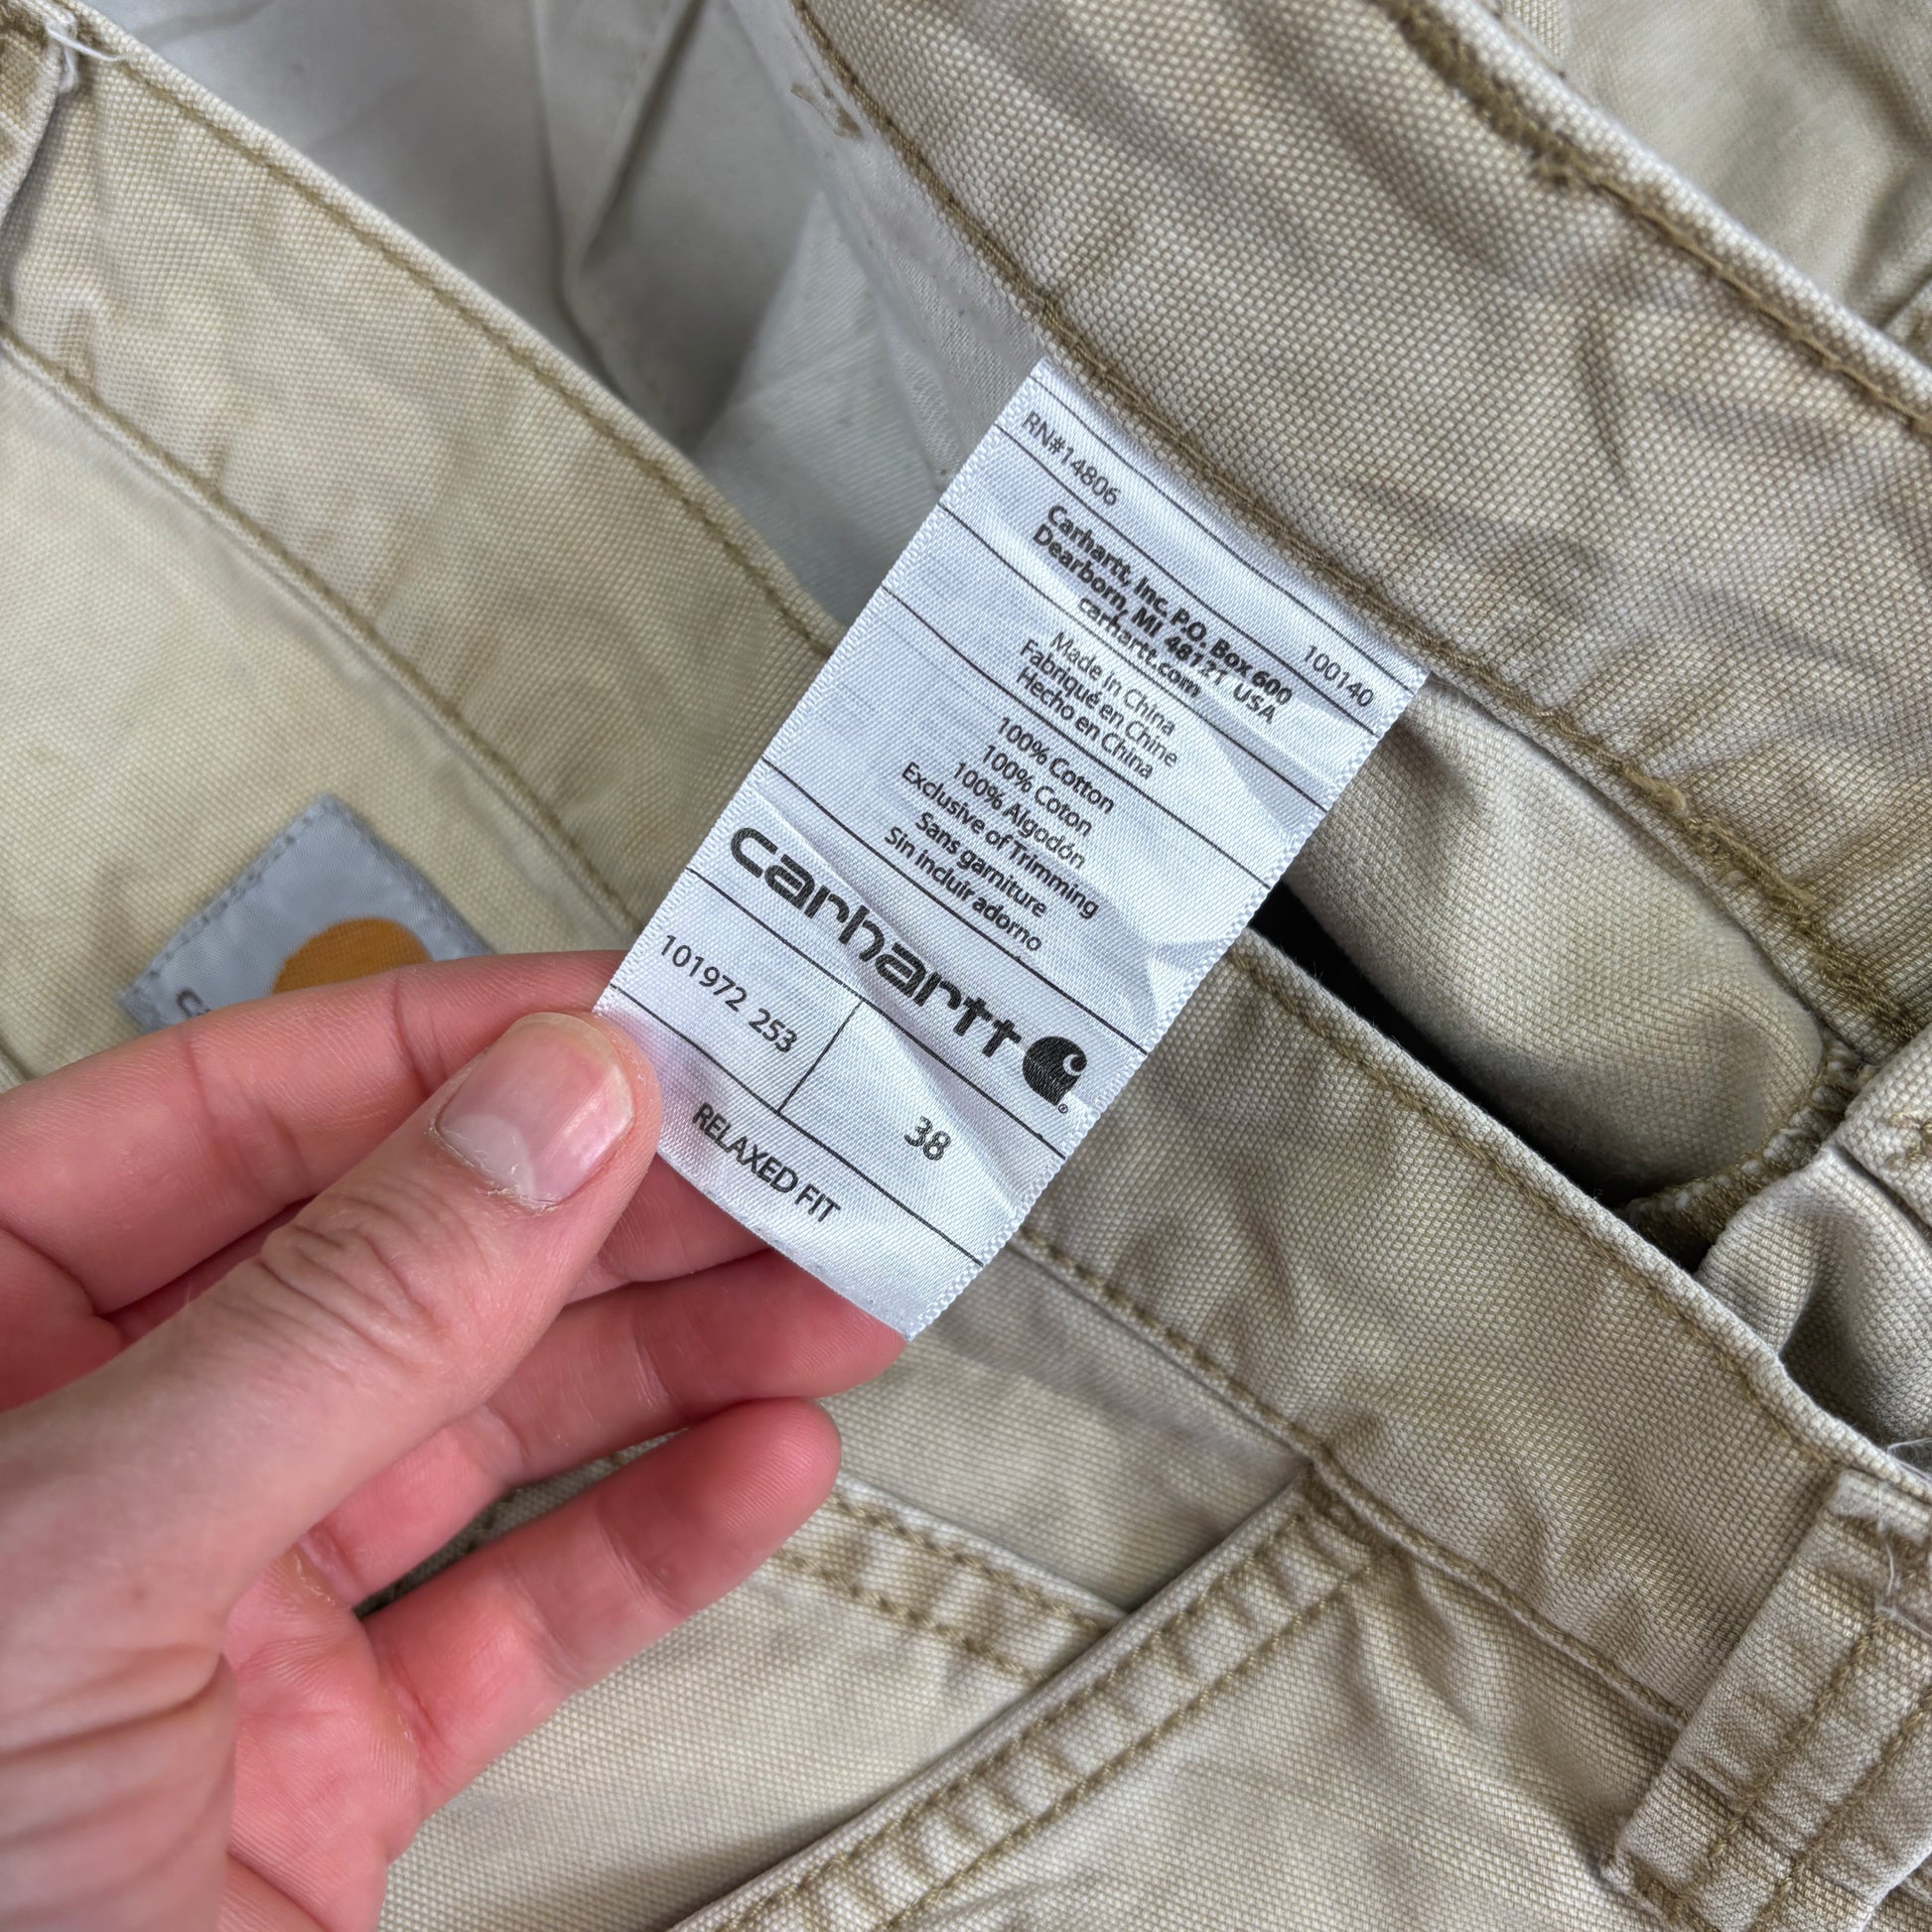 RN#14806 100140
Carhartt, Inc. P.O. Box 600
Dearborn, MI 48121 USA
carhartt.com
Made in China
Fabriqué en Chine
Hecho en China
100% Cotton
100% Coton
100% Algodón
Exclusive of Trimming
Sans garniture
Sin incluir adorno
carhartt
101972 253 38
RELAXED FIT